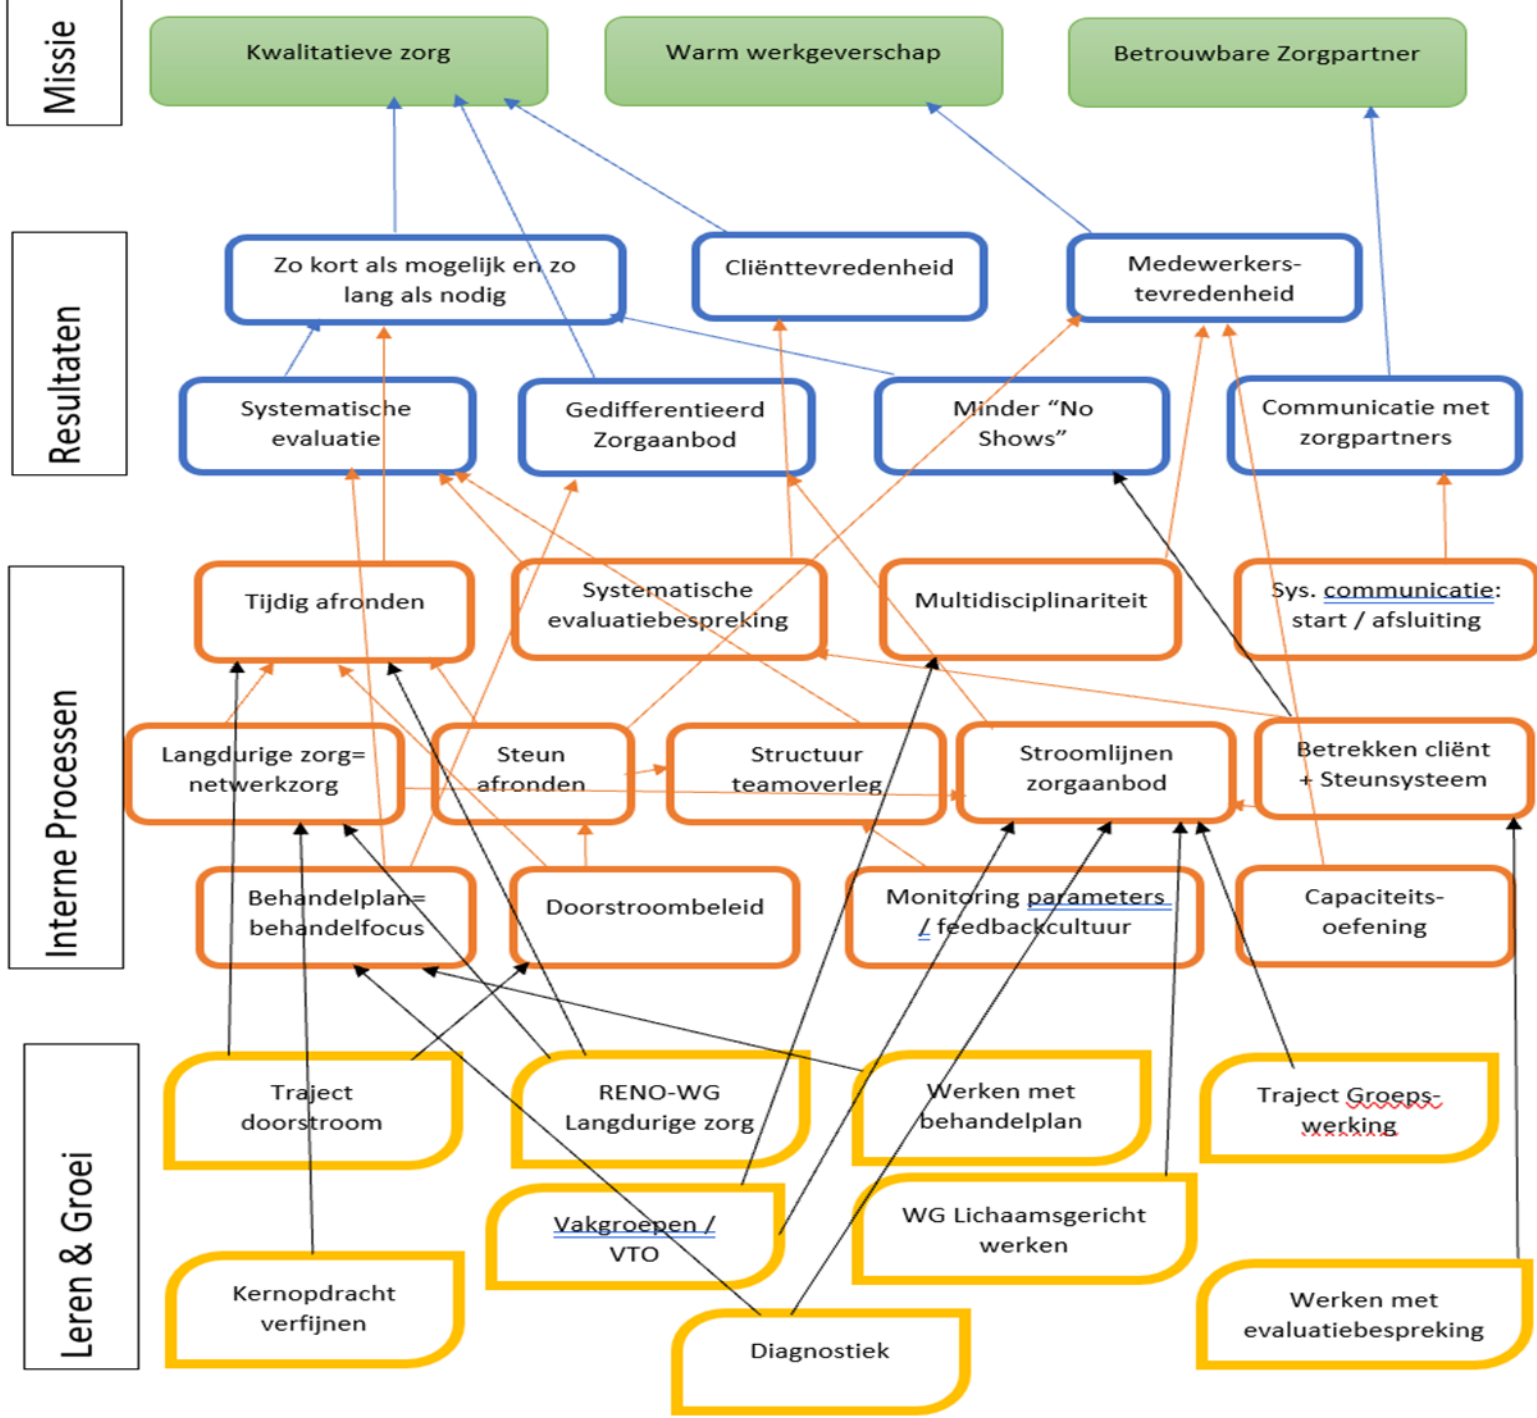 Missie
Kwalitatieve zorg
Warm werkgeverschap
Betrouwbare Zorgpartner
Resultaten
Zo kort als mogelijk en zo
lang als nodig
Cliënttevredenheid
Medewerkers-
tevredenheid
Systematische
evaluatie
Gedifferentieerd
Zorgaanbod
Minder “No
Shows”
Communicatie met
zorgpartners
Interne Processen
Tijdig afronden
Systematische
evaluatiebespreking
Multidisciplinariteit
Sys. communicatie:
start / afsluiting
Langdurige zorg=
netwerkzorg
Steun
afronden
Structuur
teamoverleg
Stroomlijnen
zorgaanbod
Betrekken cliënt
+ Steunsysteem
Behandelplan=
behandelfocus
Doorstroombeleid
Monitoring parameters
/ feedbackcultuur
Capaciteits-
oefening
Leren & Groei
Traject
doorstroom
RENO-WG
Langdurige zorg
Werken met
behandelplan
Traject Groeps-
werking
Vakgroepen /
VTO
WG Lichaamsgericht
werken
Kernopdracht
verfijnen
Diagnostiek
Werken met
evaluatiebespreking